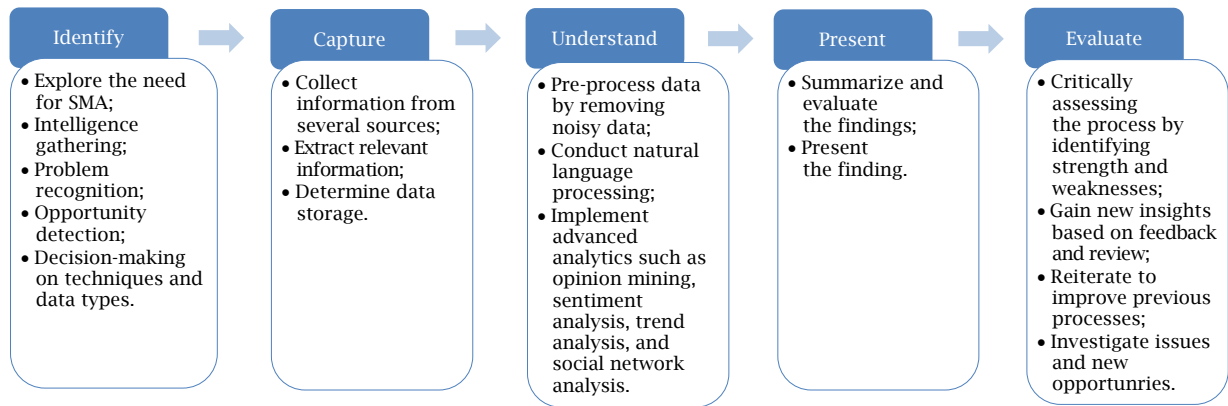 Identify
• Explore the need
for SMA;
• Intelligence
gathering;
• Problem
recognition;
• Opportunity
detection;
• Decision-making
on techniques and
data types.
Capture
• Collect
information from
several sources;
• Extract relevant
information;
• Determine data
storage.
Understand
• Pre-process data
by removing
noisy data;
• Conduct natural
language
processing;
• Implement
advanced
analytics such as
opinion mining,
sentiment
analysis, trend
analysis, and
social network
analysis.
Present
• Summarize and
evaluate
the findings;
• Present
the finding.
Evaluate
• Critically
assessing
the process by
identifying
strength and
weaknesses;
• Gain new insights
based on feedback
and review;
• Reiterate to
improve previous
processes;
• Investigate issues
and new
opportunries.